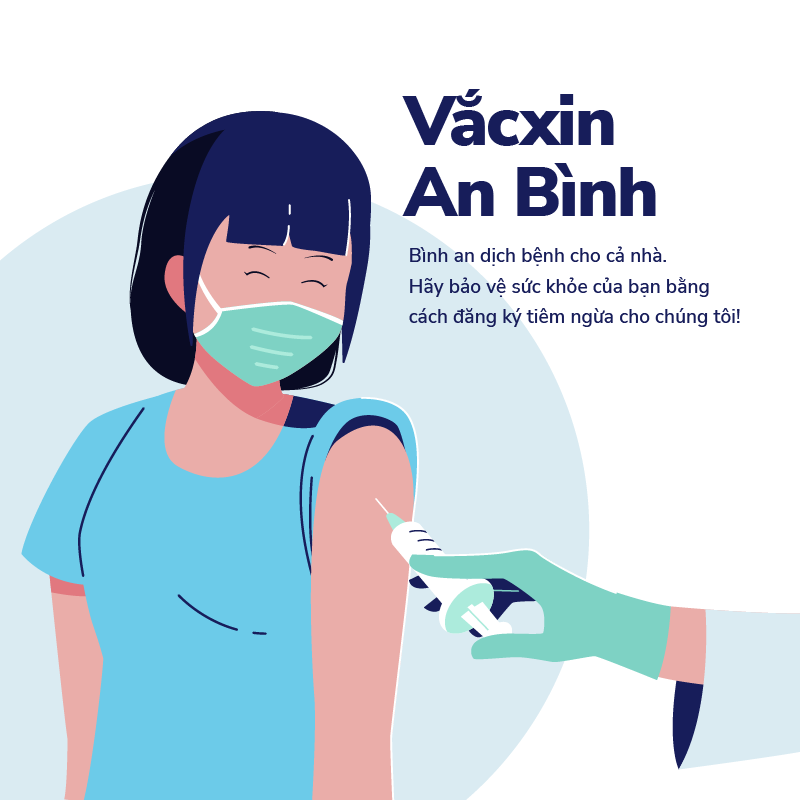 Vắcxin
An Bình
Bình an dịch bệnh cho cả nhà.
Hãy bảo vệ sức khỏe của bạn bằng
cách đăng ký tiêm ngừa cho chúng tôi!